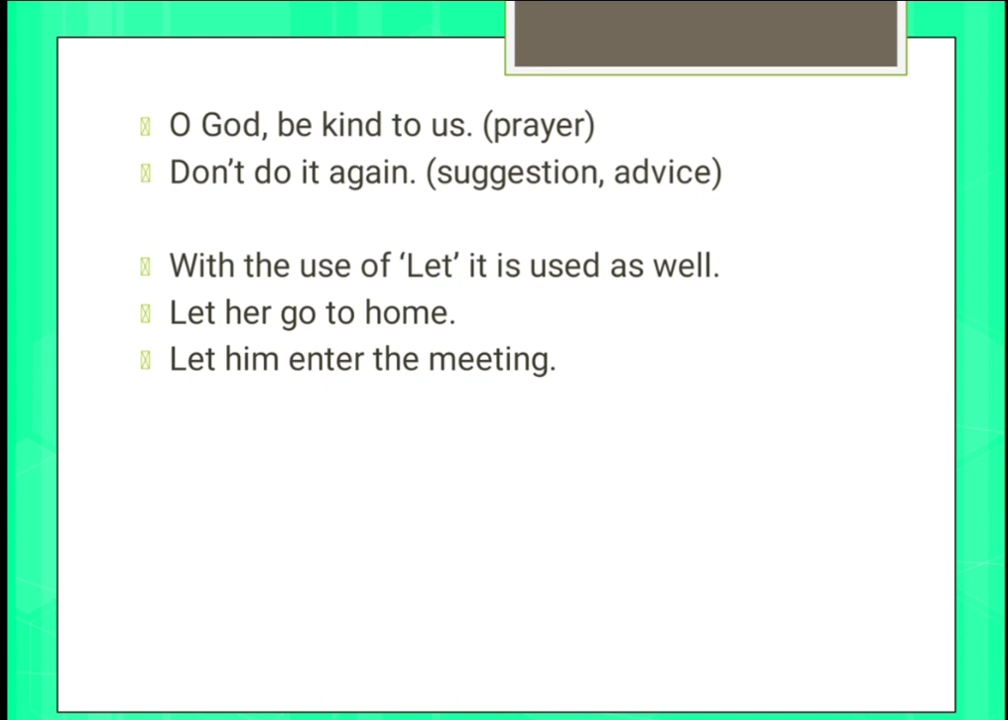 O God, be kind to us. (prayer)
Don’t do it again. (suggestion, advice)
With the use of ‘Let’ it is used as well.
Let her go to home.
Let him enter the meeting.